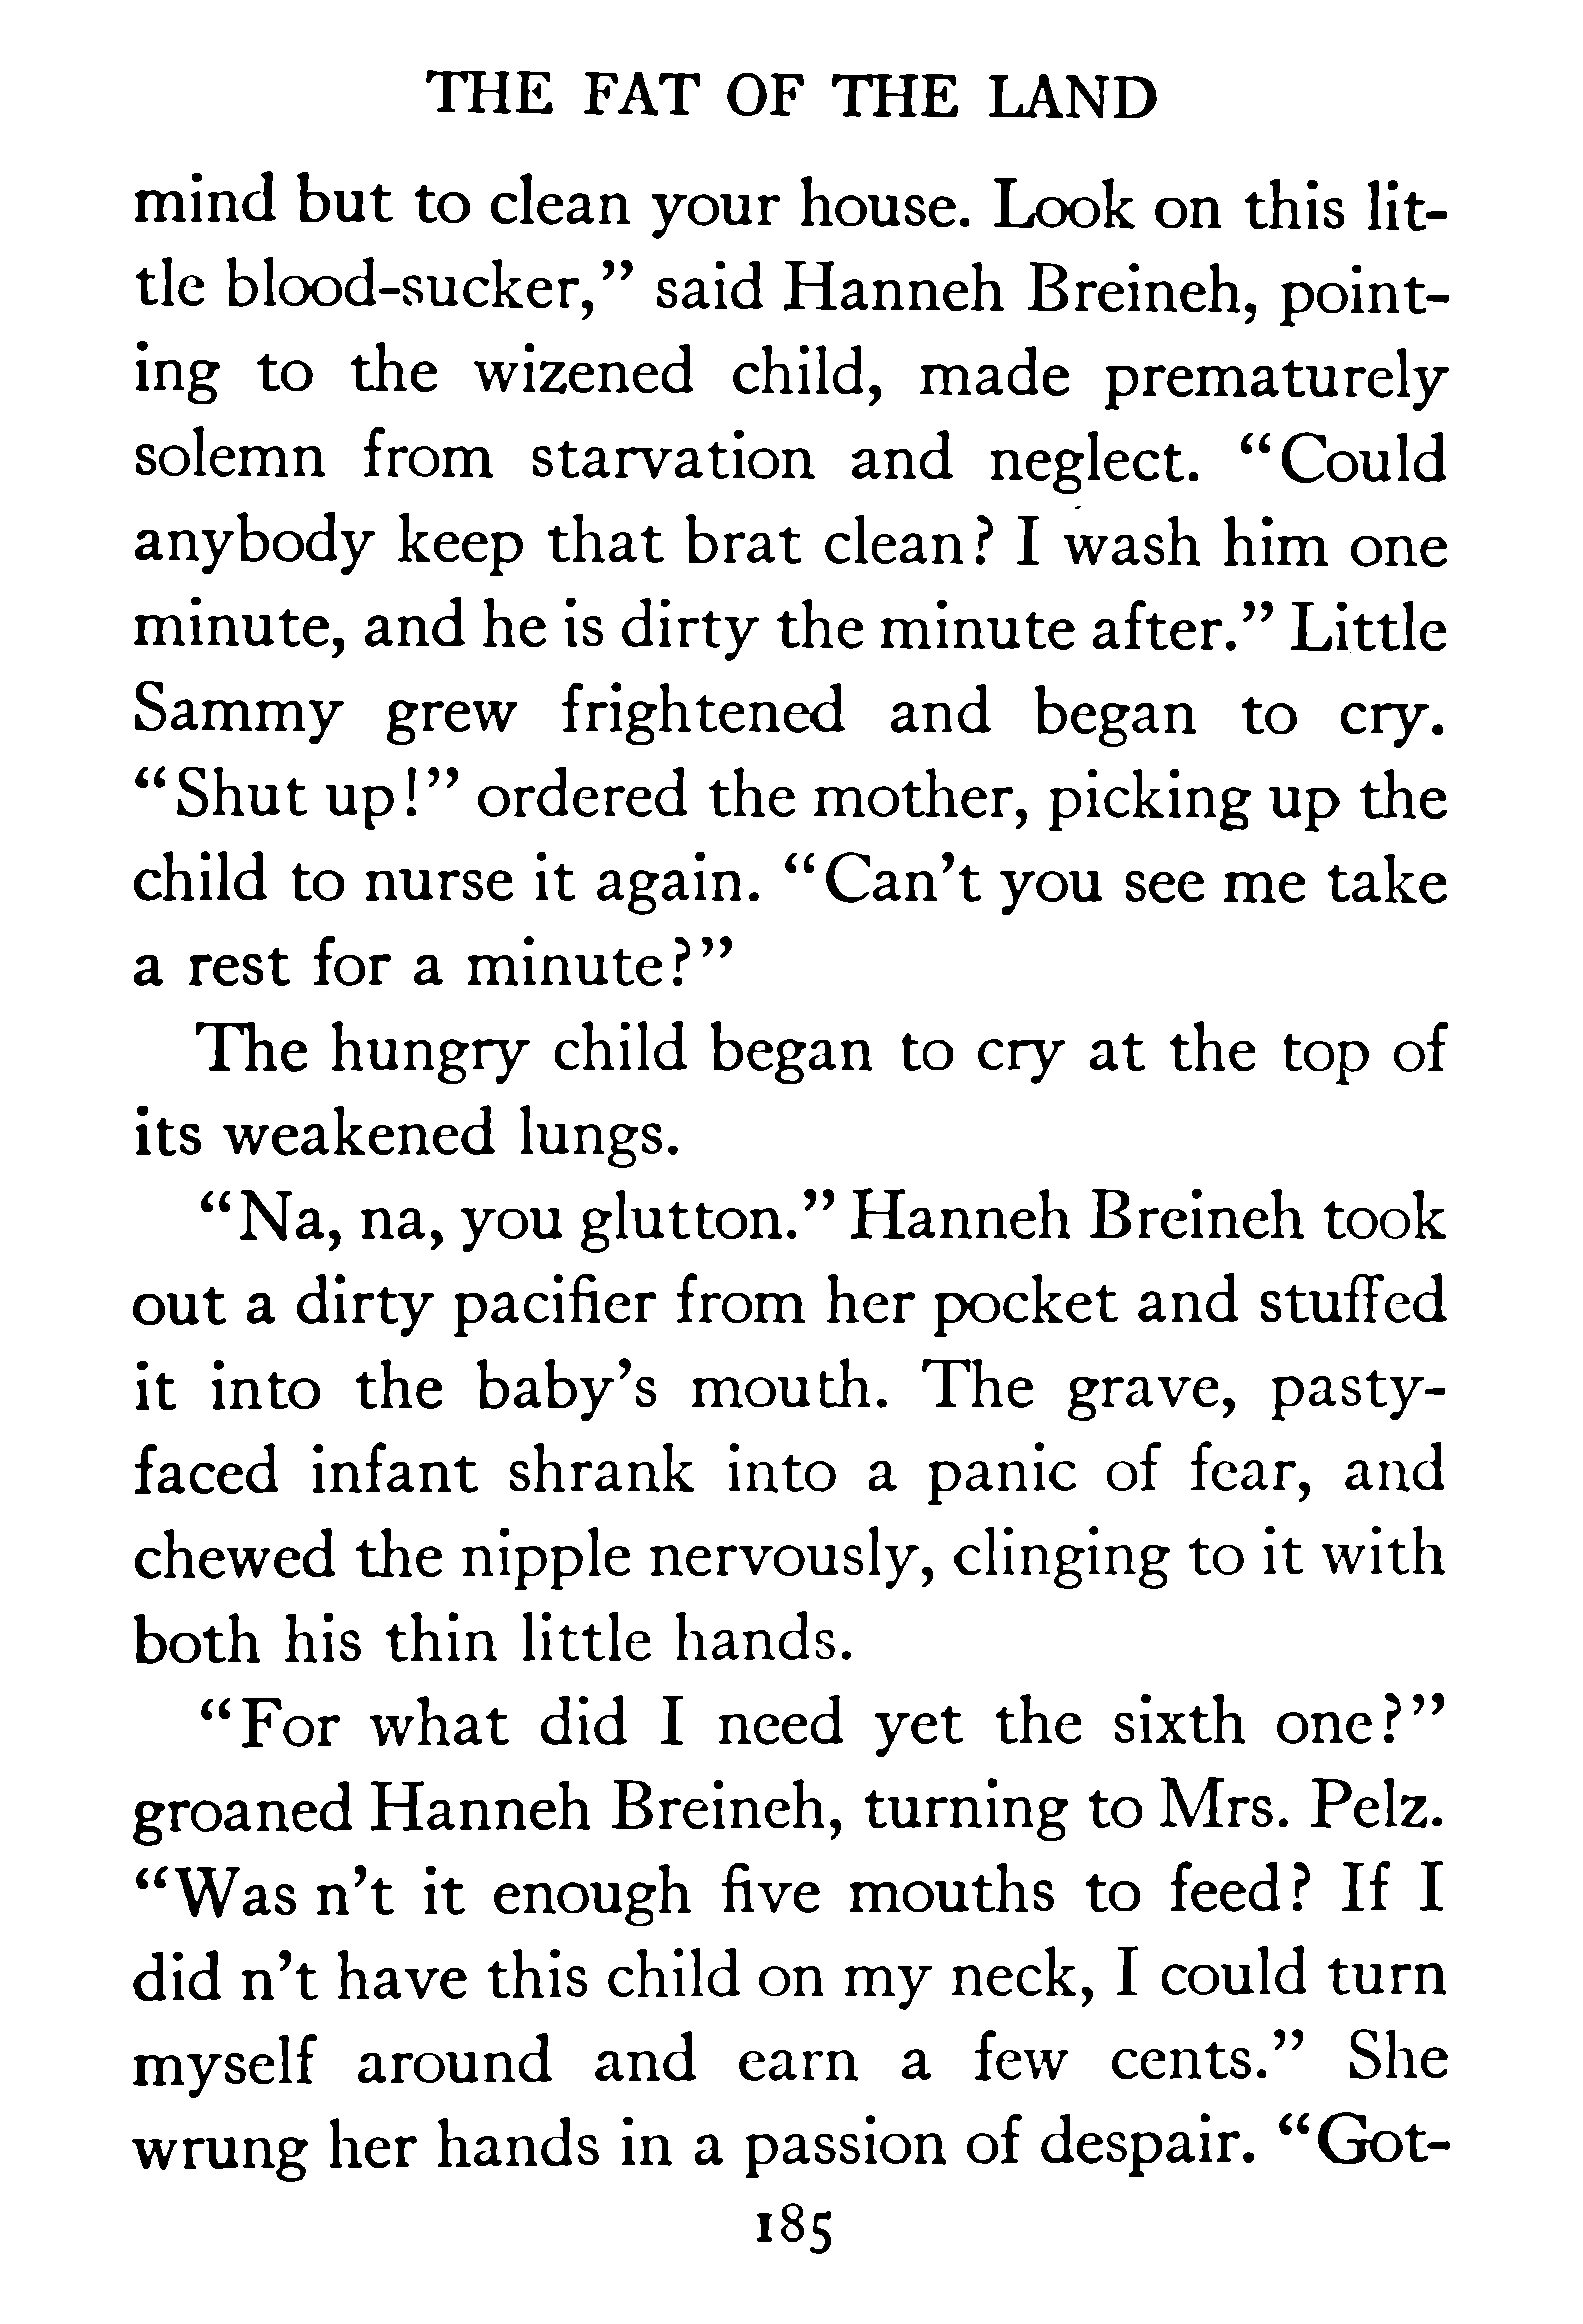 THE FAT OF THE LAND
mind but to clean your house. Look on this lit-
tle blood-sucker,” said Hanneh Breineh, point-
ing to the wizened child, made prematurely
solemn from starvation and neglect. “Could
anybody keep that brat clean? I wash him one
minute, and he is dirty the minute after.” Little
Sammy grew frightened and began to cry.
“Shut up!” ordered the mother, picking up the
child to nurse it again. “Can’t you see me take
a rest for a minute?”
The hungry child began to cry at the top of
its weakened lungs.
“Na, na, you glutton.” Hanneh Breineh took
out a dirty pacifier from her pocket and stuffed
it into the baby’s mouth. The grave, pasty-
faced infant shrank into a panic of fear, and
chewed the nipple nervously, clinging to it with
both his thin little hands.
“For what did I need yet the sixth one?”
groaned Hanneh Breineh, turning to Mrs. Pelz.
“Was n’t it enough five mouths to feed? If I
did n’t have this child on my neck, I could turn
myself around and earn a few cents.” She
wrung her hands in a passion of despair. “Got-
185